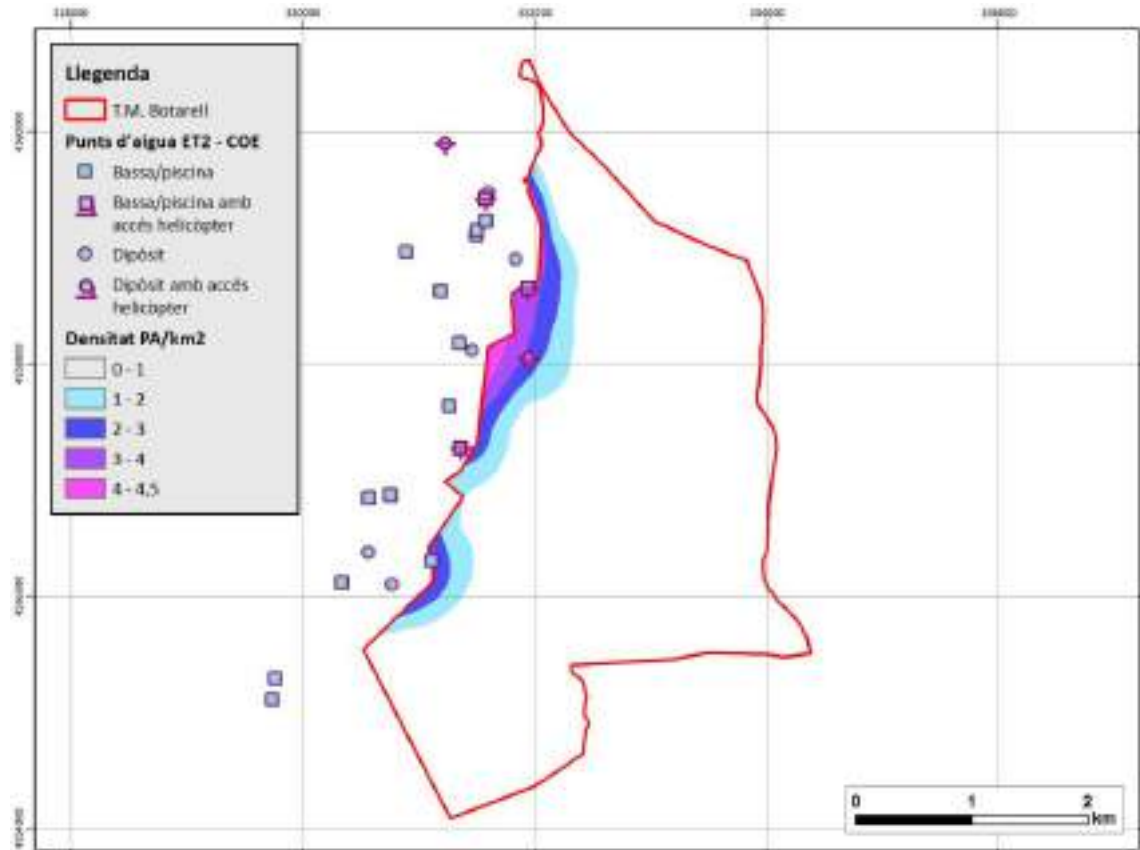 Llegenda
T.M. Botarell
Punts d'aigua ET2 - COE
Bassa/piscina
Bassa/piscina amb
accés helicòpter
Dipòsit
Dipòsit amb accés
helicòpter
Densitat PA/km2
0 - 1
1 - 2
2 - 3
3 - 4
4 - 4,5
0 1 2
km